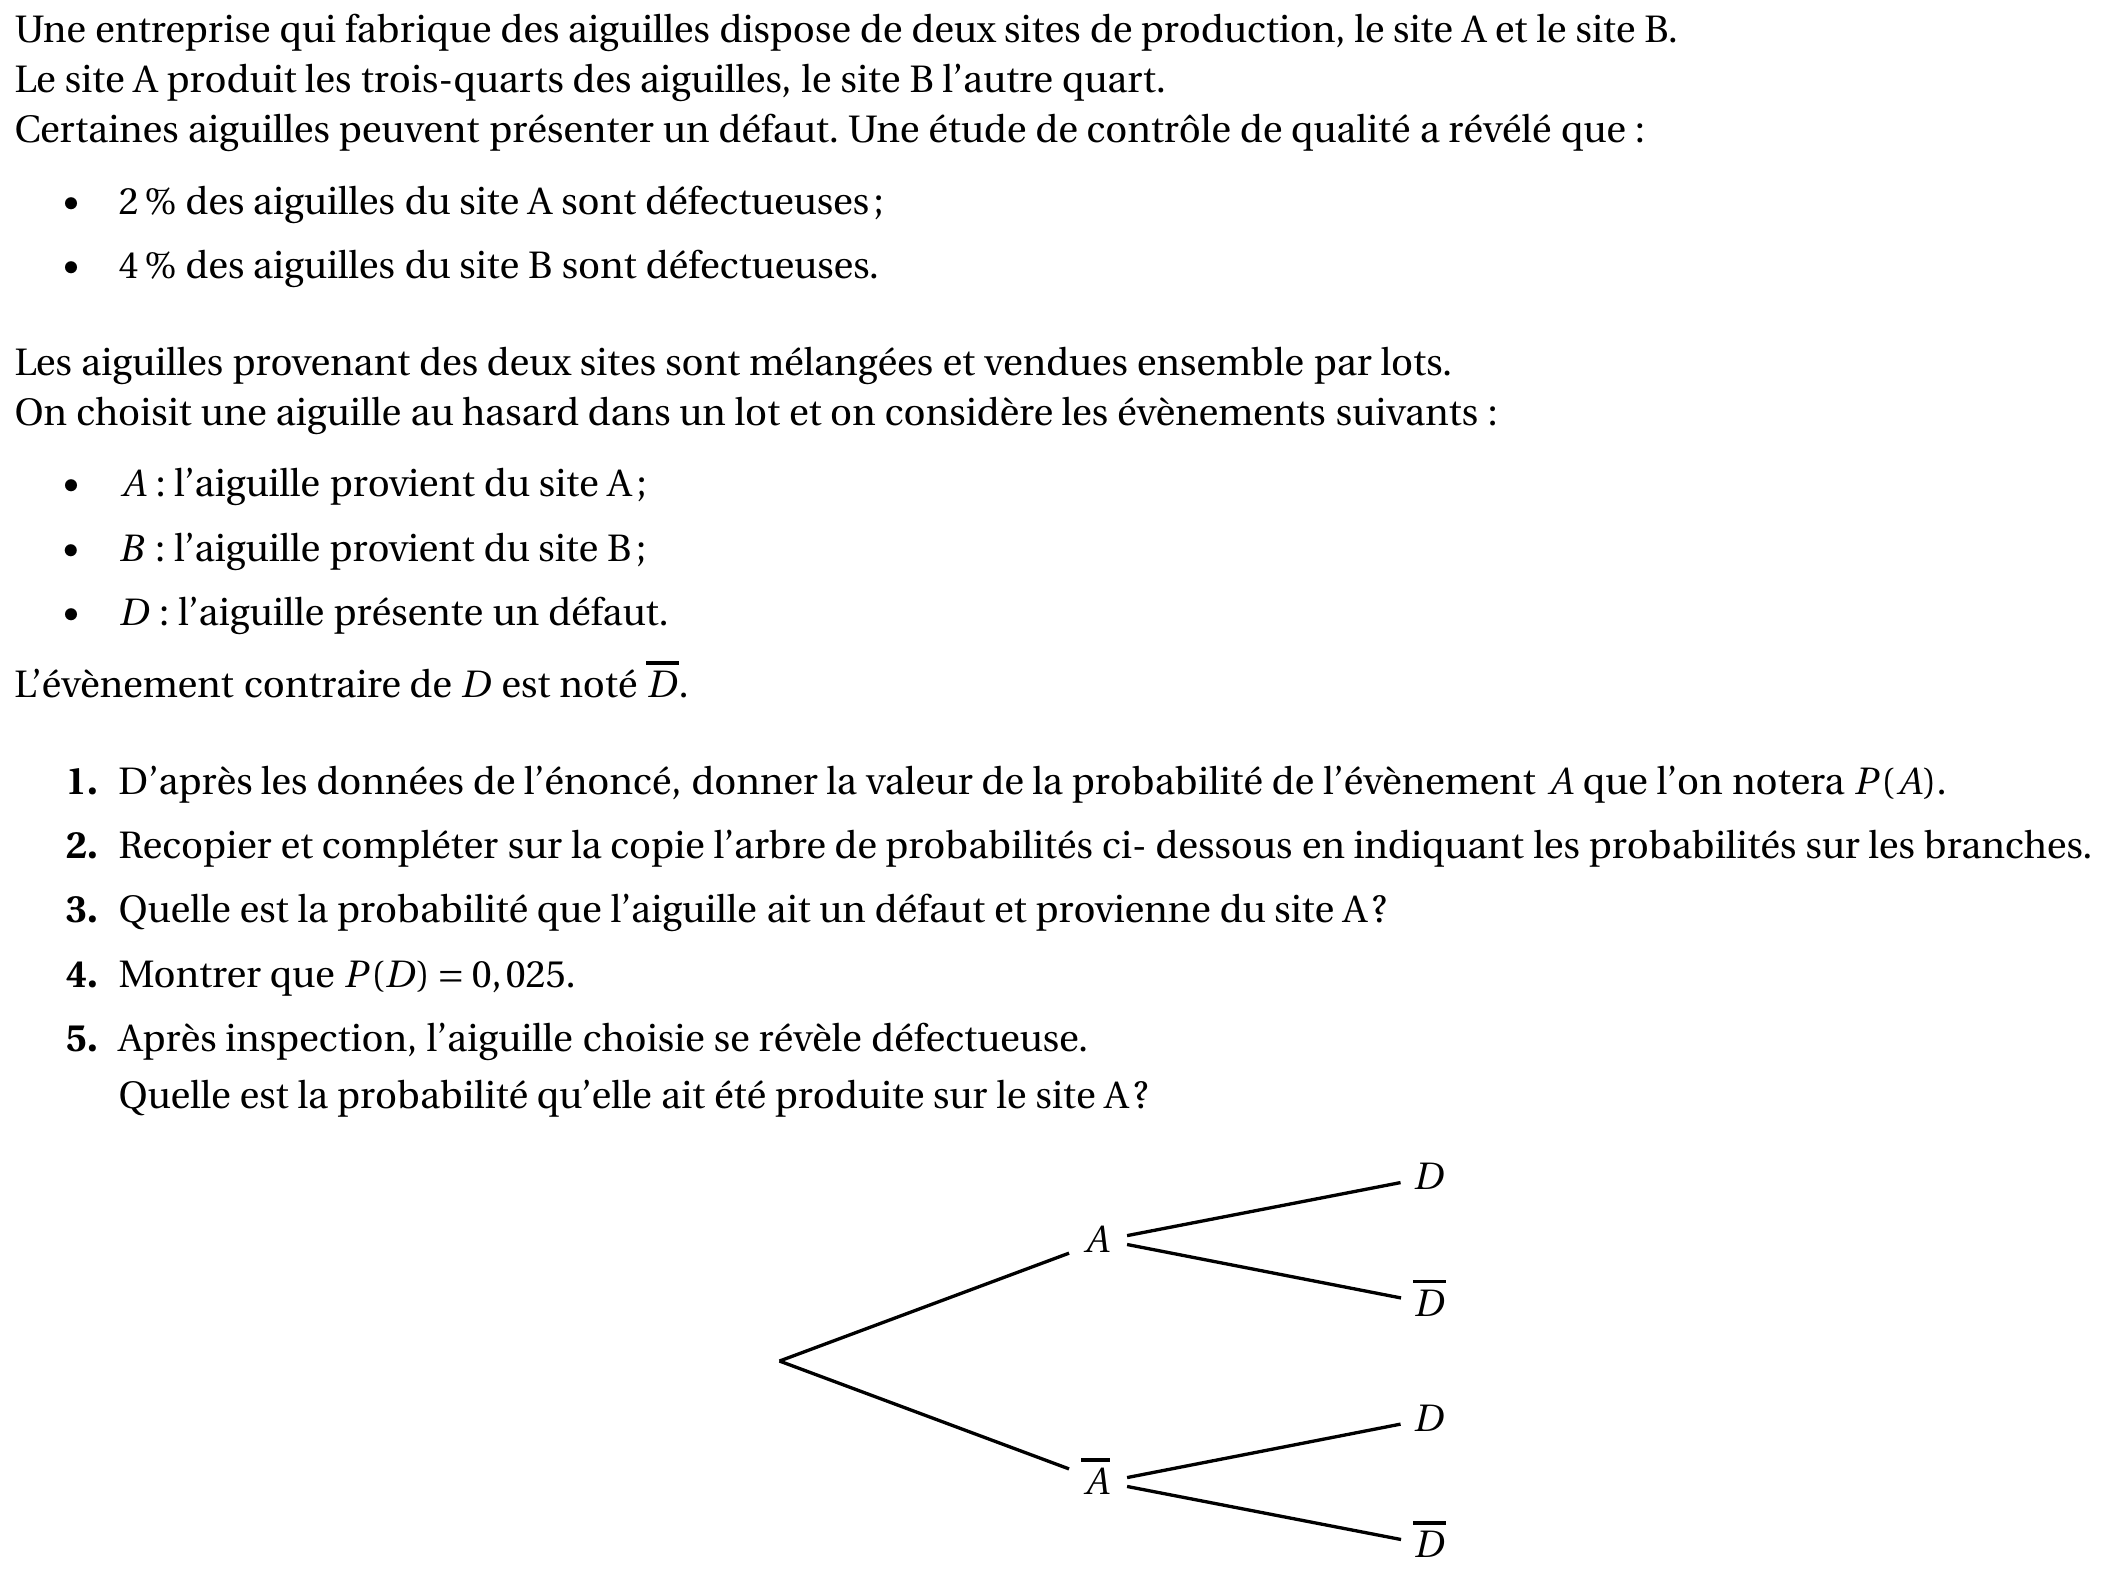 Une entreprise qui fabrique des aiguilles dispose de deux sites de production, le site A et le site B.
Le site A produit les trois-quarts des aiguilles, le site B l’autre quart.
Certaines aiguilles peuvent présenter un défaut. Une étude de contrôle de qualité a révélé que :
• 2 % des aiguilles du site A sont défectueuses ;
• 4 % des aiguilles du site B sont défectueuses.
Les aiguilles provenant des deux sites sont mélangées et vendues ensemble par lots.
On choisit une aiguille au hasard dans un lot et on considère les évènements suivants :
• A : l’aiguille provient du site A ;
• B : l’aiguille provient du site B ;
• D : l’aiguille présente un défaut.
L’évènement contraire de D est noté D̅.
1. D’après les données de l’énoncé, donner la valeur de la probabilité de l’évènement A que l’on notera P(A).
2. Recopier et compléter sur la copie l’arbre de probabilités ci- dessous en indiquant les probabilités sur les branches.
3. Quelle est la probabilité que l’aiguille ait un défaut et provienne du site A ?
4. Montrer que P(D) = 0,025.
5. Après inspection, l’aiguille choisie se révèle défectueuse.
Quelle est la probabilité qu’elle ait été produite sur le site A ?
D
A
D̅
D
A̅
D̅